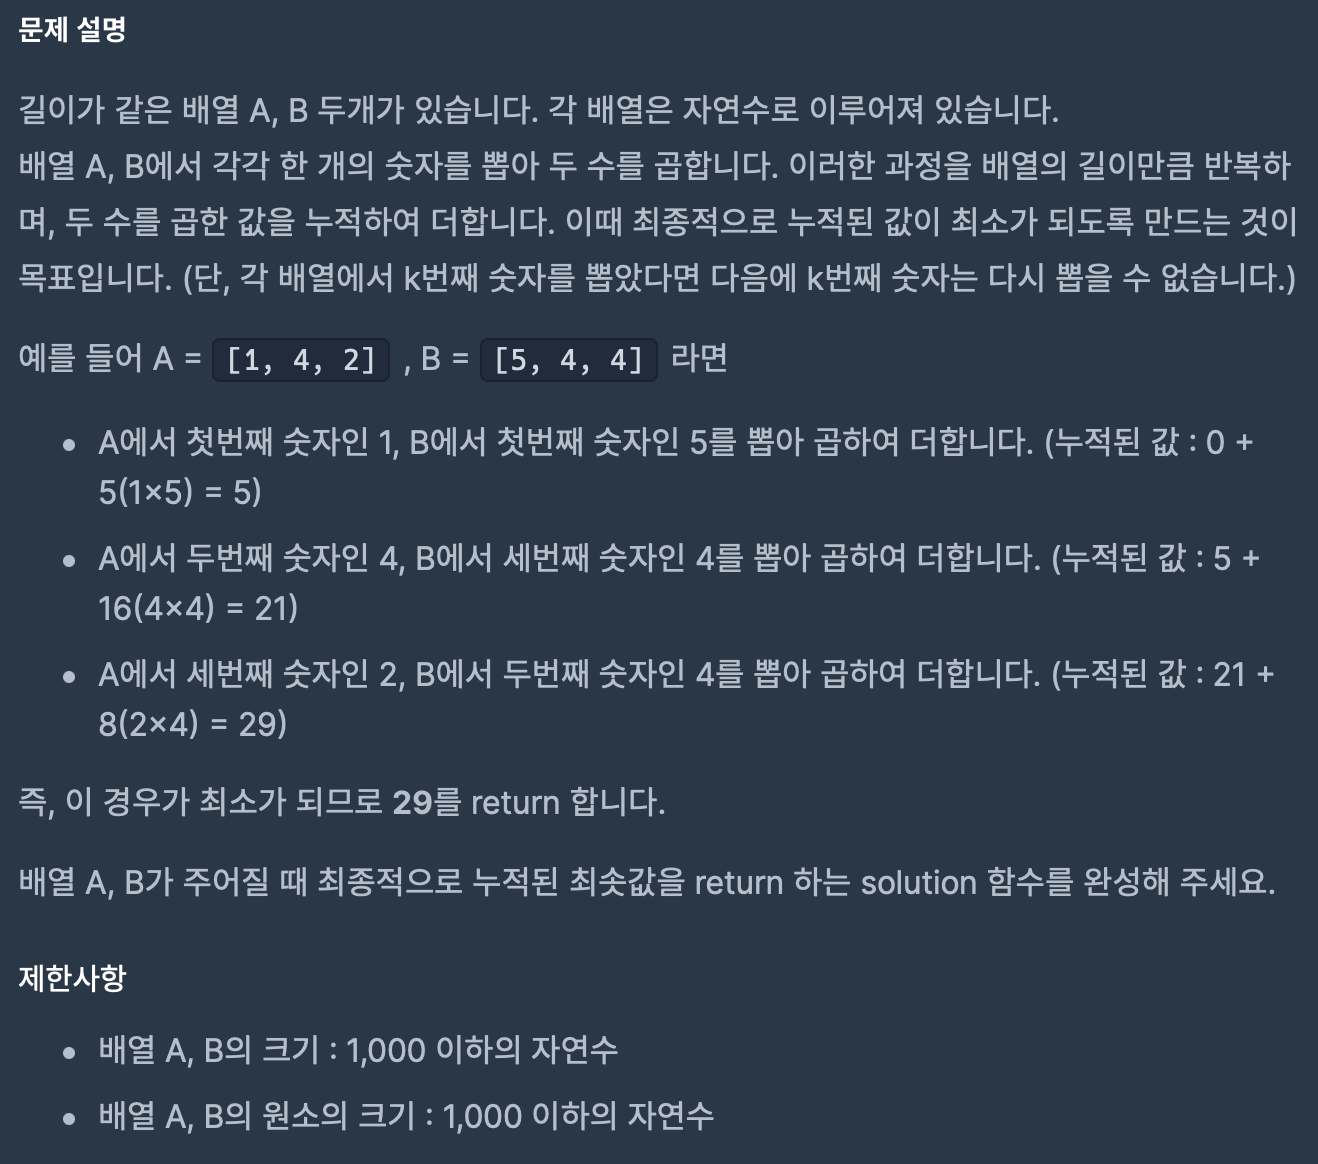 문제 설명
길이가 같은 배열 A, B 두개가 있습니다. 각 배열은 자연수로 이루어져 있습니다.
배열 A, B에서 각각 한 개의 숫자를 뽑아 두 수를 곱합니다. 이러한 과정을 배열의 길이만큼 반복하
며, 두 수를 곱한 값을 누적하여 더합니다. 이때 최종적으로 누적된 값이 최소가 되도록 만드는 것이
목표입니다. (단, 각 배열에서 k번째 숫자를 뽑았다면 다음에 k번째 숫자는 다시 뽑을 수 없습니다.)
예를 들어 A = [1, 4, 2] , B = [5, 4, 4] 라면
• A에서 첫번째 숫자인 1, B에서 첫번째 숫자인 5를 뽑아 곱하여 더합니다. (누적된 값 : 0 +
5(1×5) = 5)
• A에서 두번째 숫자인 4, B에서 세번째 숫자인 4를 뽑아 곱하여 더합니다. (누적된 값 : 5 +
16(4×4) = 21)
• A에서 세번째 숫자인 2, B에서 두번째 숫자인 4를 뽑아 곱하여 더합니다. (누적된 값 : 21 +
8(2×4) = 29)
즉, 이 경우가 최소가 되므로 29를 return 합니다.
배열 A, B가 주어질 때 최종적으로 누적된 최솟값을 return 하는 solution 함수를 완성해 주세요.
제한사항
• 배열 A, B의 크기 : 1,000 이하의 자연수
• 배열 A, B의 원소의 크기 : 1,000 이하의 자연수